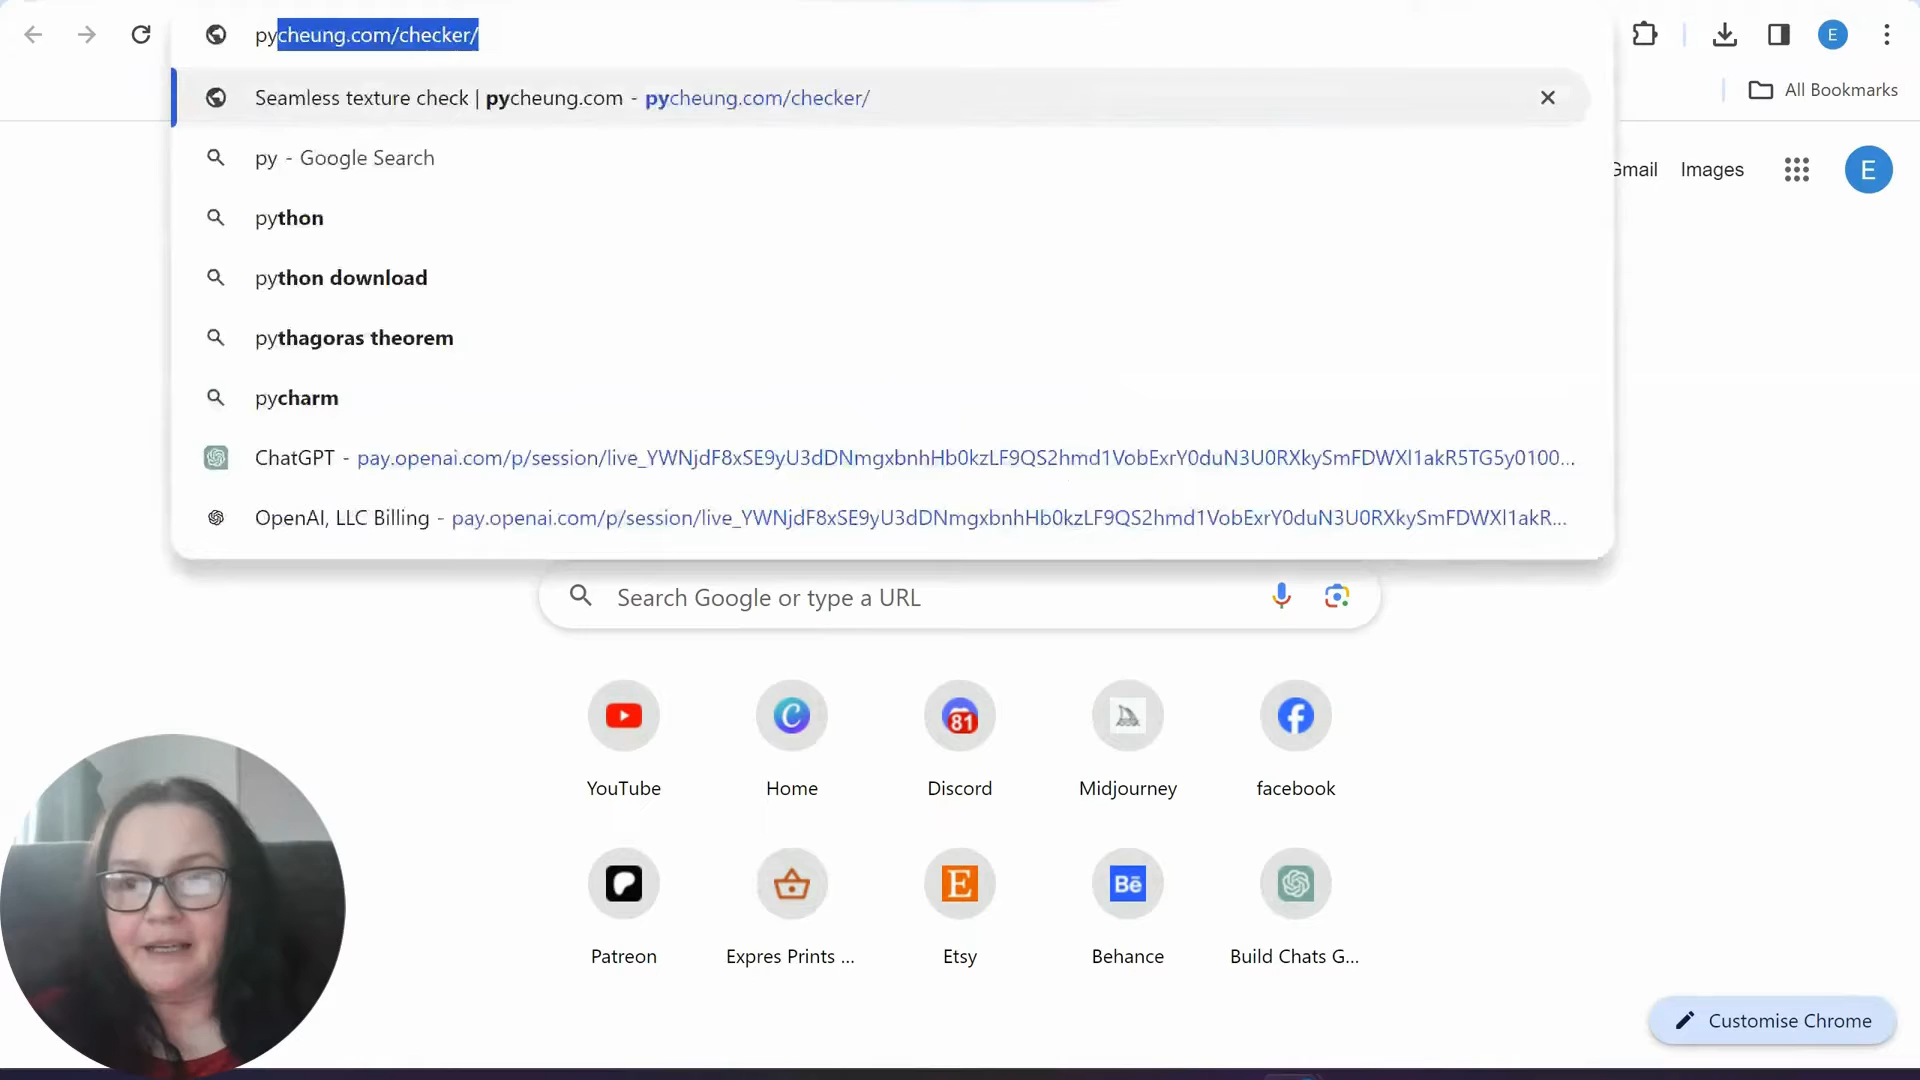 pycheung.com/checker/
Seamless texture check | pycheung.com - pycheung.com/checker/
All Bookmarks
py - Google Search
Gmail Images E
python
python download
pythagoras theorem
pycharm
ChatGPT - pay.openai.com/p/session/live_YWNjdF8xSE9yU3dDNmgxbnhHb0kzLF9QS2hmd1VobExrY0duN3U0RXkySmFDWXl1akR5TG5y0100...
OpenAI, LLC Billing - pay.openai.com/p/session/live_YWNjdF8xSE9yU3dDNmgxbnhHb0kzLF9QS2hmd1VobExrY0duN3U0RXkySmFDWXl1akR...
Search Google or type a URL
81
YouTube Home Discord Midjourney facebook
E Bē
Patreon Expres Prints ... Etsy Behance Build Chats G...
Customise Chrome